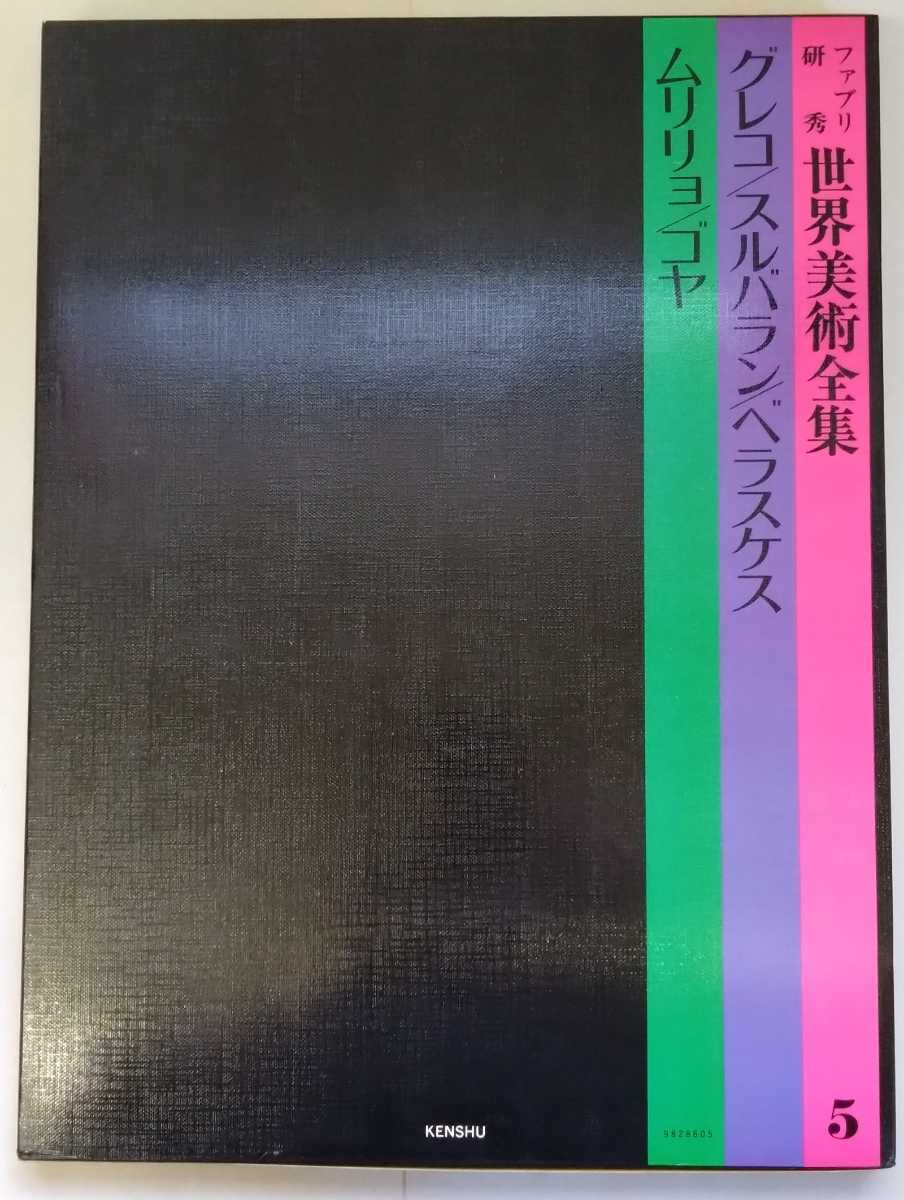 ファブリ
研秀
世界美術全集
グレコ/スルバラン/ベラスケス
ムリリョ/ゴヤ
5
9828605
KENSHU